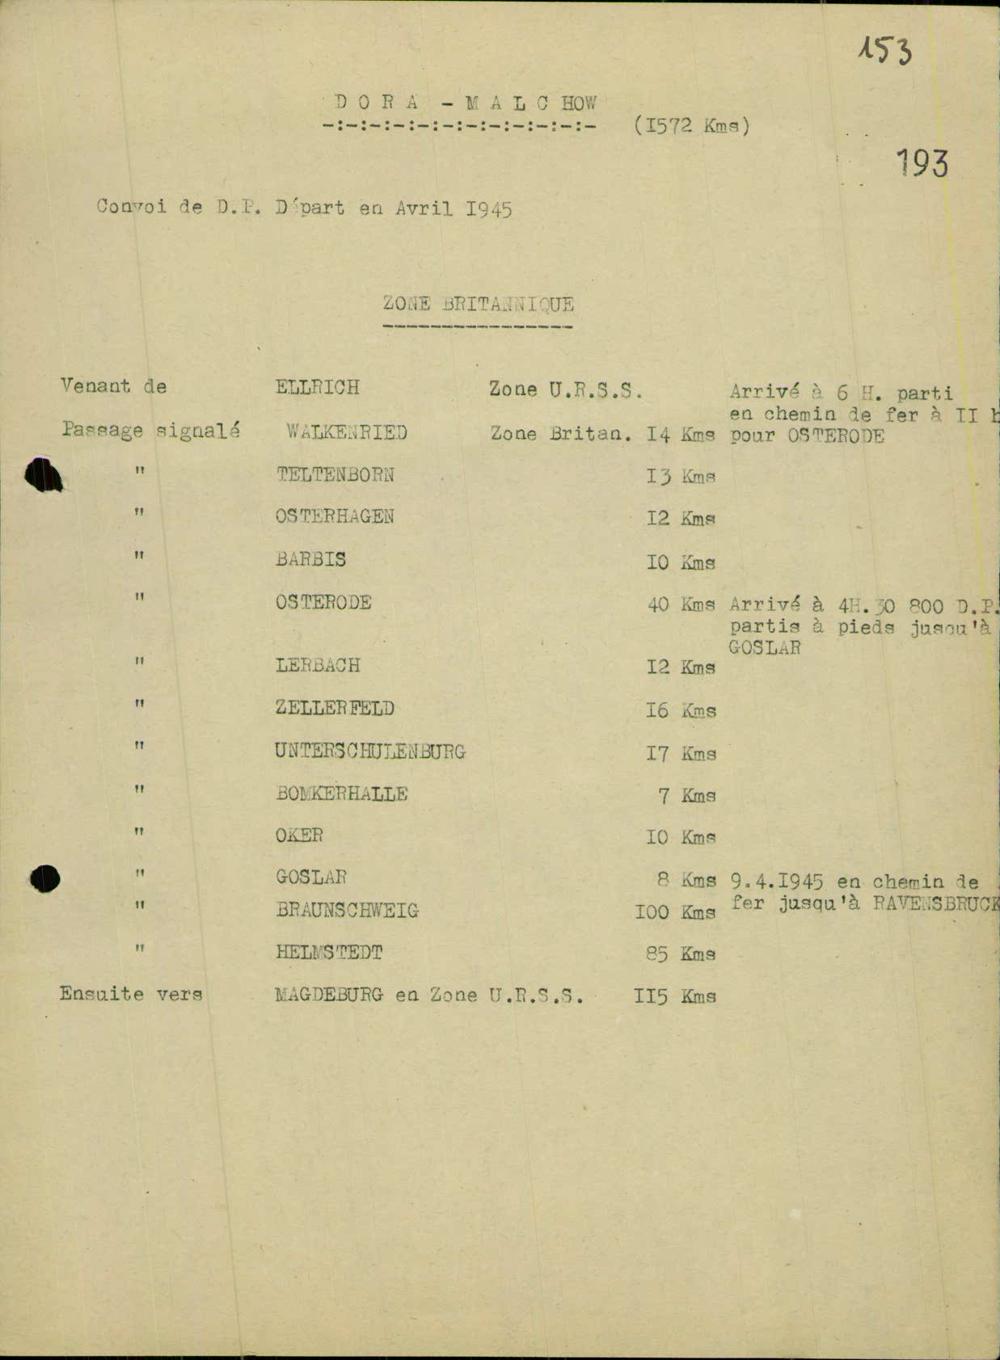 153
D O R A - M A L C HOW
-:-:-:-:-:-:-:-:-:-:-:- (I572 Kms)
193
Convoi de D.P. Départ en Avril I945
ZONE BRITANNIQUE
----------------
Venant de ELLRICH Zone U.R.S.S. Arrivé à 6 H. parti
en chemin de fer à II h
Passage signalé WALKENRIED Zone Britan. I4 Kms pour OSTERODE
" TELTENBORN I3 Kms
" OSTERHAGEN I2 Kms
" BARBIS IO Kms
" OSTERODE 40 Kms Arrivé à 4H.30 800 D.P.
partis à pieds jusqu'à
GOSLAR
" LERBACH I2 Kms
" ZELLERFELD I6 Kms
" UNTERSCHULENBURG I7 Kms
" BOMKERHALLE 7 Kms
" OKER IO Kms
" GOSLAR 8 Kms 9.4.I945 en chemin de
fer jusqu'à RAVENSBRUCK
" BRAUNSCHWEIG IOO Kms
" HELMSTEDT 85 Kms
Ensuite vers MAGDEBURG en Zone U.R.S.S. II5 Kms